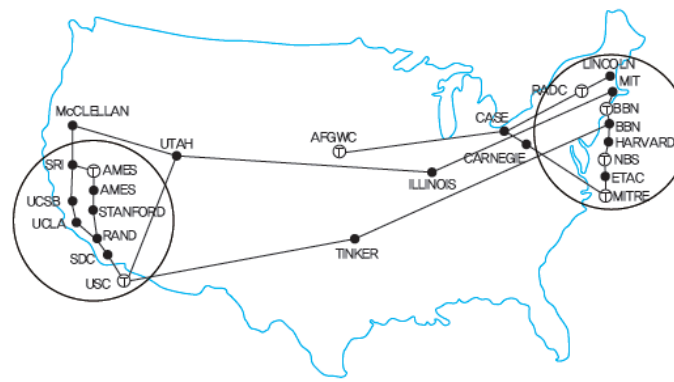 LINCOLN
MIT
RADC
T
T
BBN
McCLELLAN
CASE
BBN
AFGWC
T
UTAH
HARVARD
CARNEGIE
T
NBS
SRI
T
AMES
ILLINOIS
ETAC
AMES
T
MITRE
UCSB
STANFORD
UCLA
RAND
TINKER
SDC
USC
T